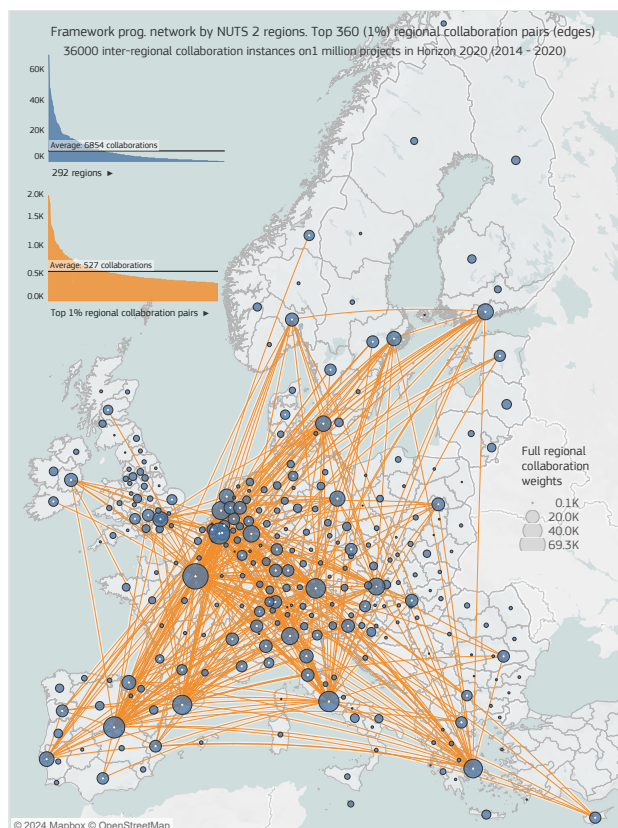 Framework prog. network by NUTS 2 regions. Top 360 (1%) regional collaboration pairs (edges)
36000 inter-regional collaboration instances on1 million projects in Horizon 2020 (2014 - 2020)
60K
40K
20K
Average: 6854 collaborations
0K
292 regions ►
2.0K
1.5K
1.0K
Average: 527 collaborations
0.5K
0.0K
Top 1% regional collaboration pairs ►
Full regional
collaboration
weights
0.1K
20.0K
40.0K
69.3K
© 2024 Mapbox © OpenStreetMap